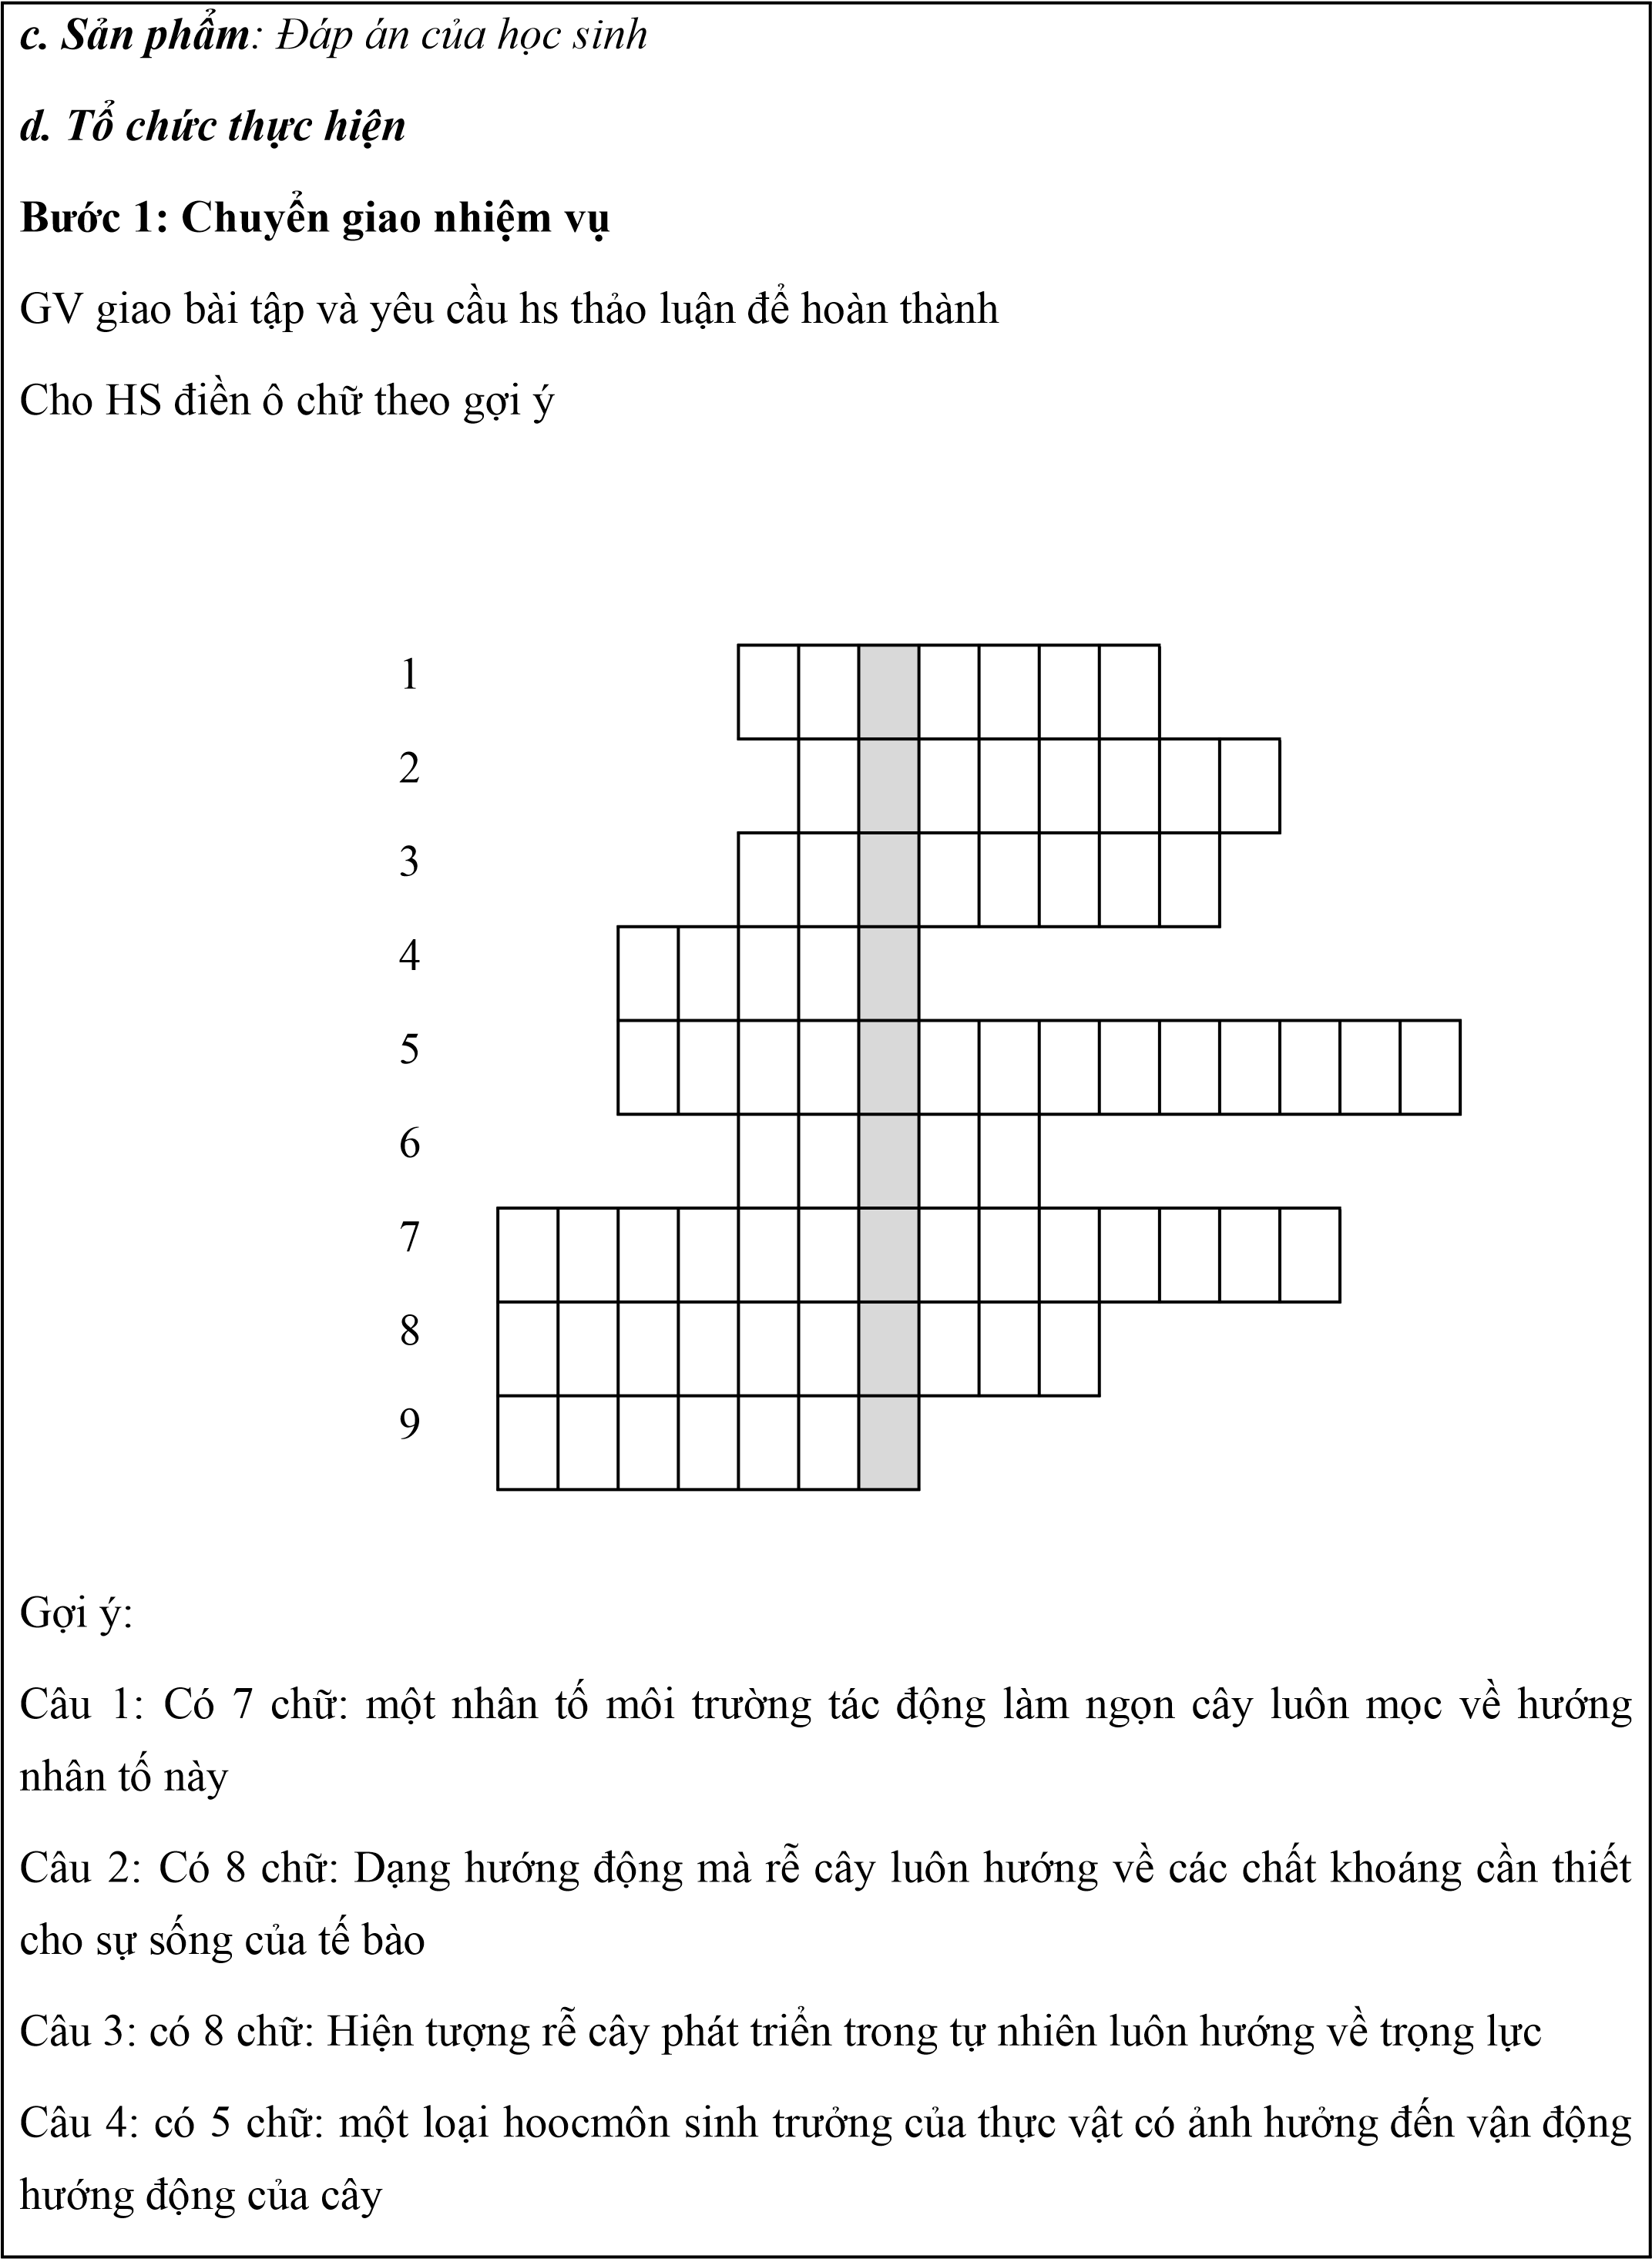 c. Sản phẩm: Đáp án của học sinh
d. Tổ chức thực hiện
Bước 1: Chuyển giao nhiệm vụ
GV giao bài tập và yêu cầu hs thảo luận để hoàn thành
Cho HS điền ô chữ theo gợi ý
1
2
3
4
5
6
7
8
9
Gợi ý:
Câu 1: Có 7 chữ: một nhân tố môi trường tác động làm ngọn cây luôn mọc về hướng
nhân tố này
Câu 2: Có 8 chữ: Dạng hướng động mà rễ cây luôn hướng về các chất khoáng cần thiết
cho sự sống của tế bào
Câu 3: có 8 chữ: Hiện tượng rễ cây phát triển trong tự nhiên luôn hướng về trọng lực
Câu 4: có 5 chữ: một loại hoocmôn sinh trưởng của thực vật có ảnh hưởng đến vận động
hướng động của cây